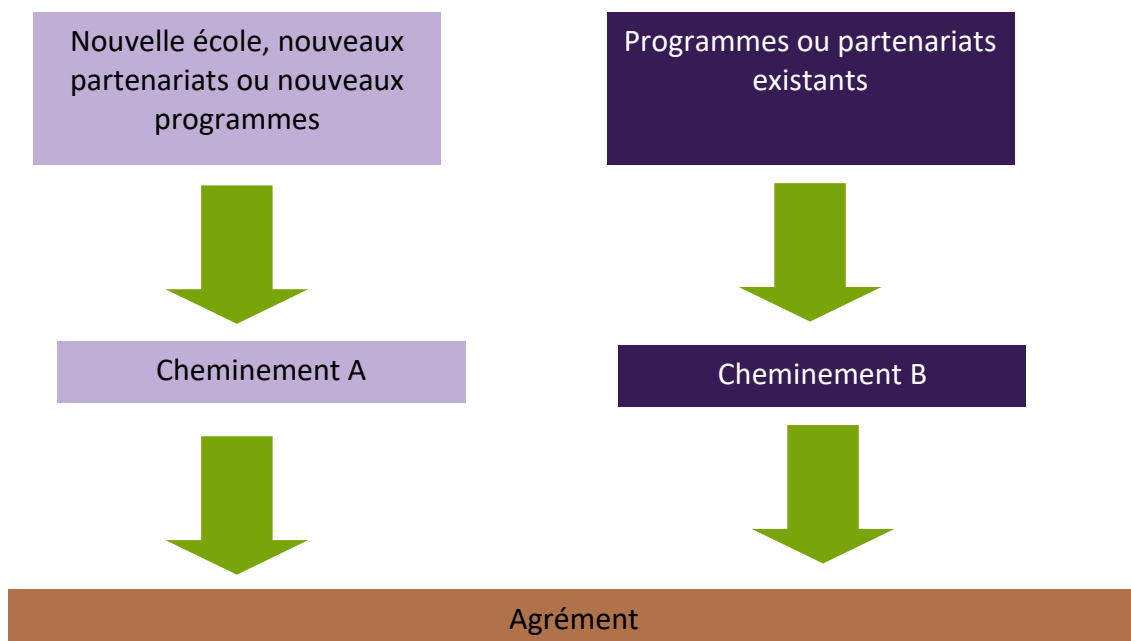 Nouvelle école, nouveaux
partenariats ou nouveaux
programmes
Programmes ou partenariats
existants
Cheminement A
Cheminement B
Agrément